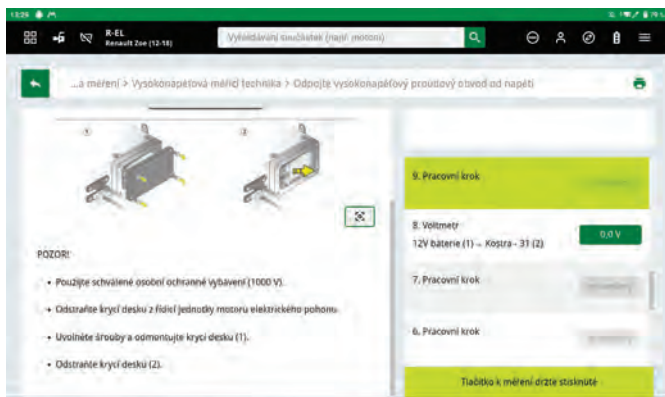 R-EL
Renault Zoe (12-18)
Vyhledávání součástek (např. motoru)
...a měření > Vysokonapěťová měřicí technika > Odpojte vysokonapěťový proudový obvod od napětí
1
2
POZOR!
• Použijte schválené osobní ochranné vybavení (1000 V).
• Odstraňte krycí desku z řídicí jednotky motoru elektrického pohonu.
• Uvolněte šrouby a odmontujte krycí desku (1).
• Odstraňte krycí desku (2).
9. Pracovní krok
8. Voltmetr
12V baterie (1) - Kostra - 31 (2)
0,0 V
7. Pracovní krok
6. Pracovní krok
Tlačítko k měření držte stisknuté